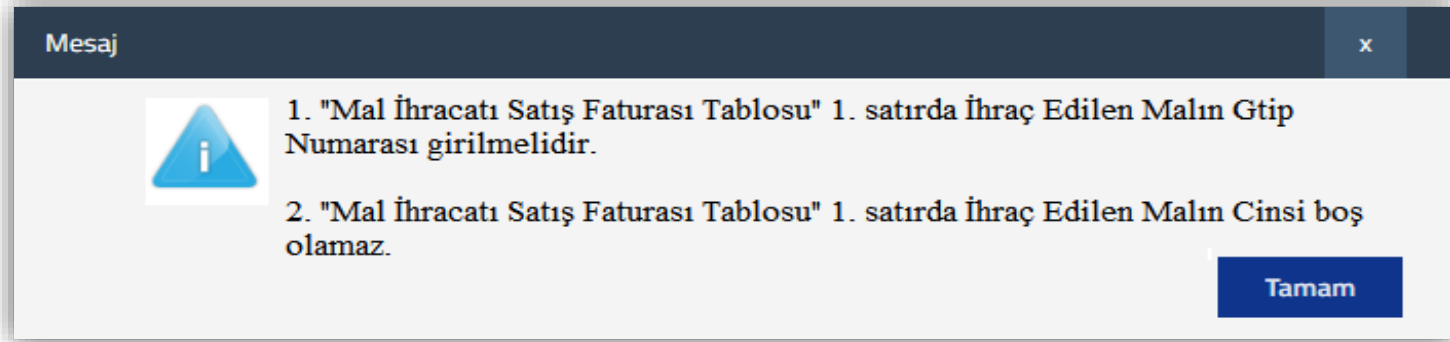 Mesaj
x
1. "Mal İhracatı Satış Faturası Tablosu" 1. satırda İhraç Edilen Malın Gtip
Numarası girilmelidir.
2. "Mal İhracatı Satış Faturası Tablosu" 1. satırda İhraç Edilen Malın Cinsi boş
olamaz.
Tamam